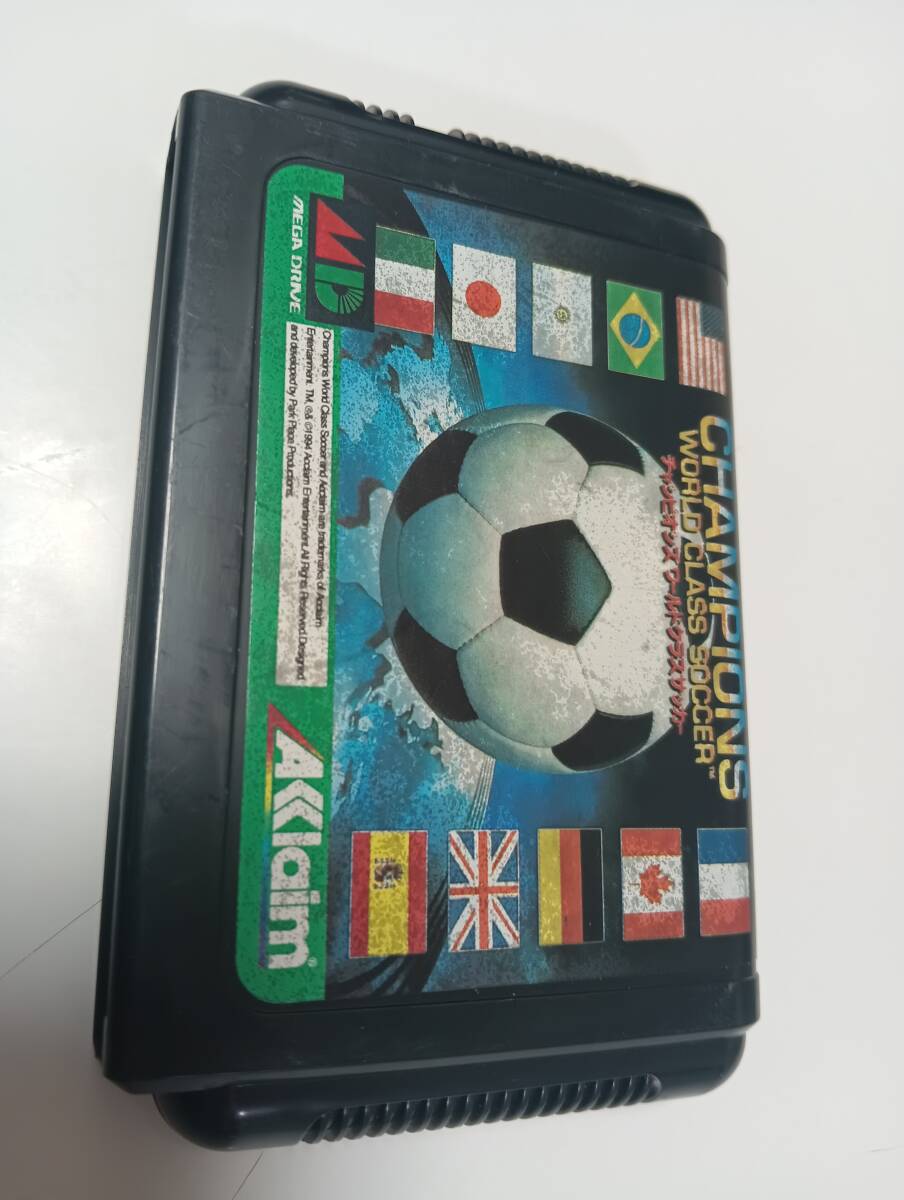 CHAMPIONS
WORLD CLASS SOCCER™
チャンピオンズ ワールドクラスサッカー
MD
MEGA DRIVE
Champions World Class Soccer and Acclaim are trademarks of Acclaim
Entertainment. TM, ®& ©1994 Acclaim Entertainment. All Rights Reserved. Designed
and developed by Park Place Productions.
AKklaim®